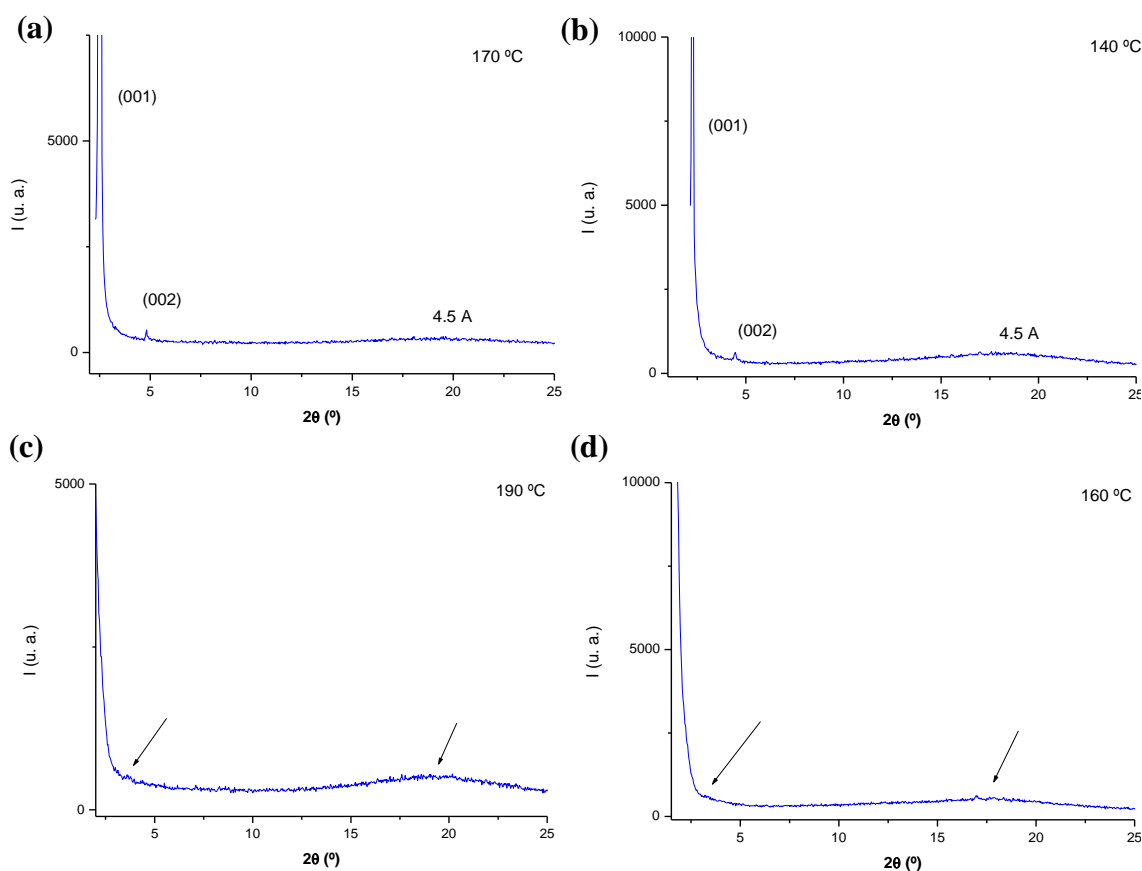 (a)
170 ºC
(001)
5000
(002)
4.5 A
0
I (u. a.)
5 10 15 20 25
2θ (º)
(b)
10000
140 ºC
(001)
5000
(002)
4.5 A
0
I (u. a.)
5 10 15 20 25
2θ (º)
(c)
5000
190 ºC
0
I (u. a.)
5 10 15 20 25
2θ (º)
(d)
10000
160 ºC
5000
0
I (u. a.)
5 10 15 20 25
2θ (º)